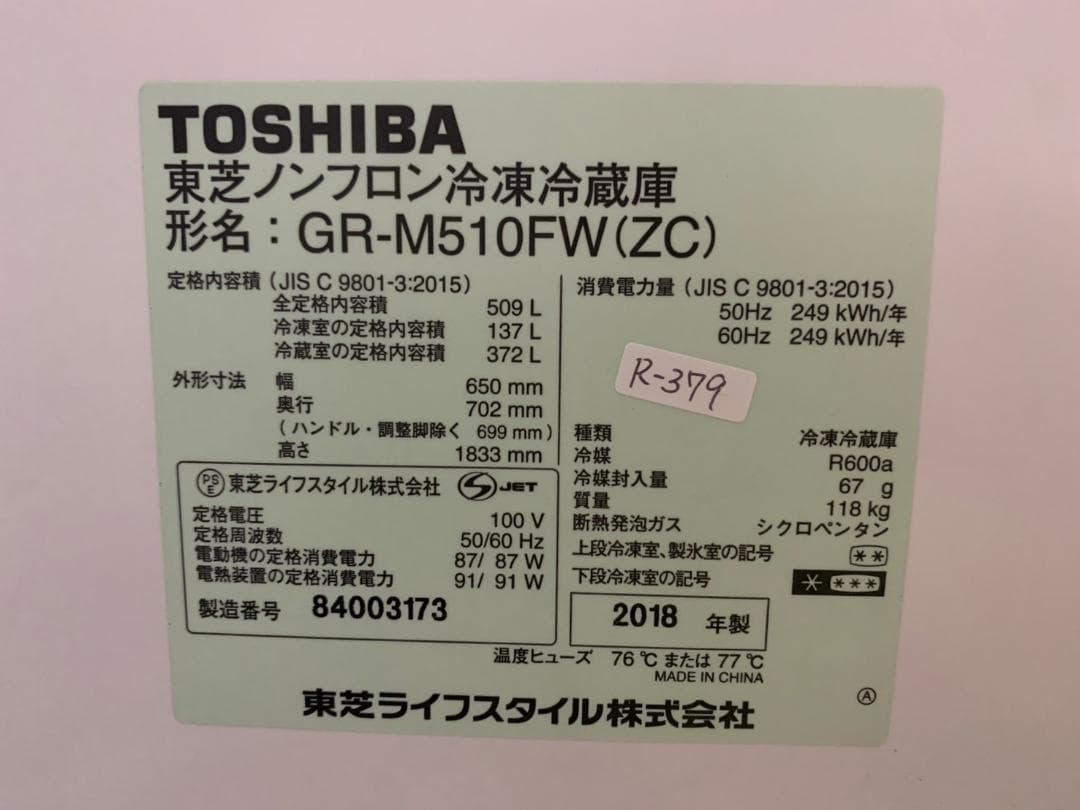 TOSHIBA
東芝ノンフロン冷凍冷蔵庫
形名：GR-M510FW(ZC)
定格内容積（JIS C 9801-3:2015）
全定格内容積 509 L
冷凍室の定格内容積 137 L
冷蔵室の定格内容積 372 L
外形寸法 幅 650 mm
奥行 702 mm
（ハンドル・調整脚除く 699 mm）
高さ 1833 mm
PS E 東芝ライフスタイル株式会社 JET
定格電圧 100 V
定格周波数 50/60 Hz
電動機の定格消費電力 87/ 87 W
電熱装置の定格消費電力 91/ 91 W
製造番号 84003173
消費電力量（JIS C 9801-3:2015）
50Hz 249 kWh/年
60Hz 249 kWh/年
R-379
種類 冷凍冷蔵庫
冷媒 R600a
冷媒封入量 67 g
質量 118 kg
断熱発泡ガス シクロペンタン
上段冷凍室、製氷室の記号 **
下段冷凍室の記号 * ***
2018 年製
温度ヒューズ 76 ℃ または 77 ℃
MADE IN CHINA
東芝ライフスタイル株式会社
Ⓐ